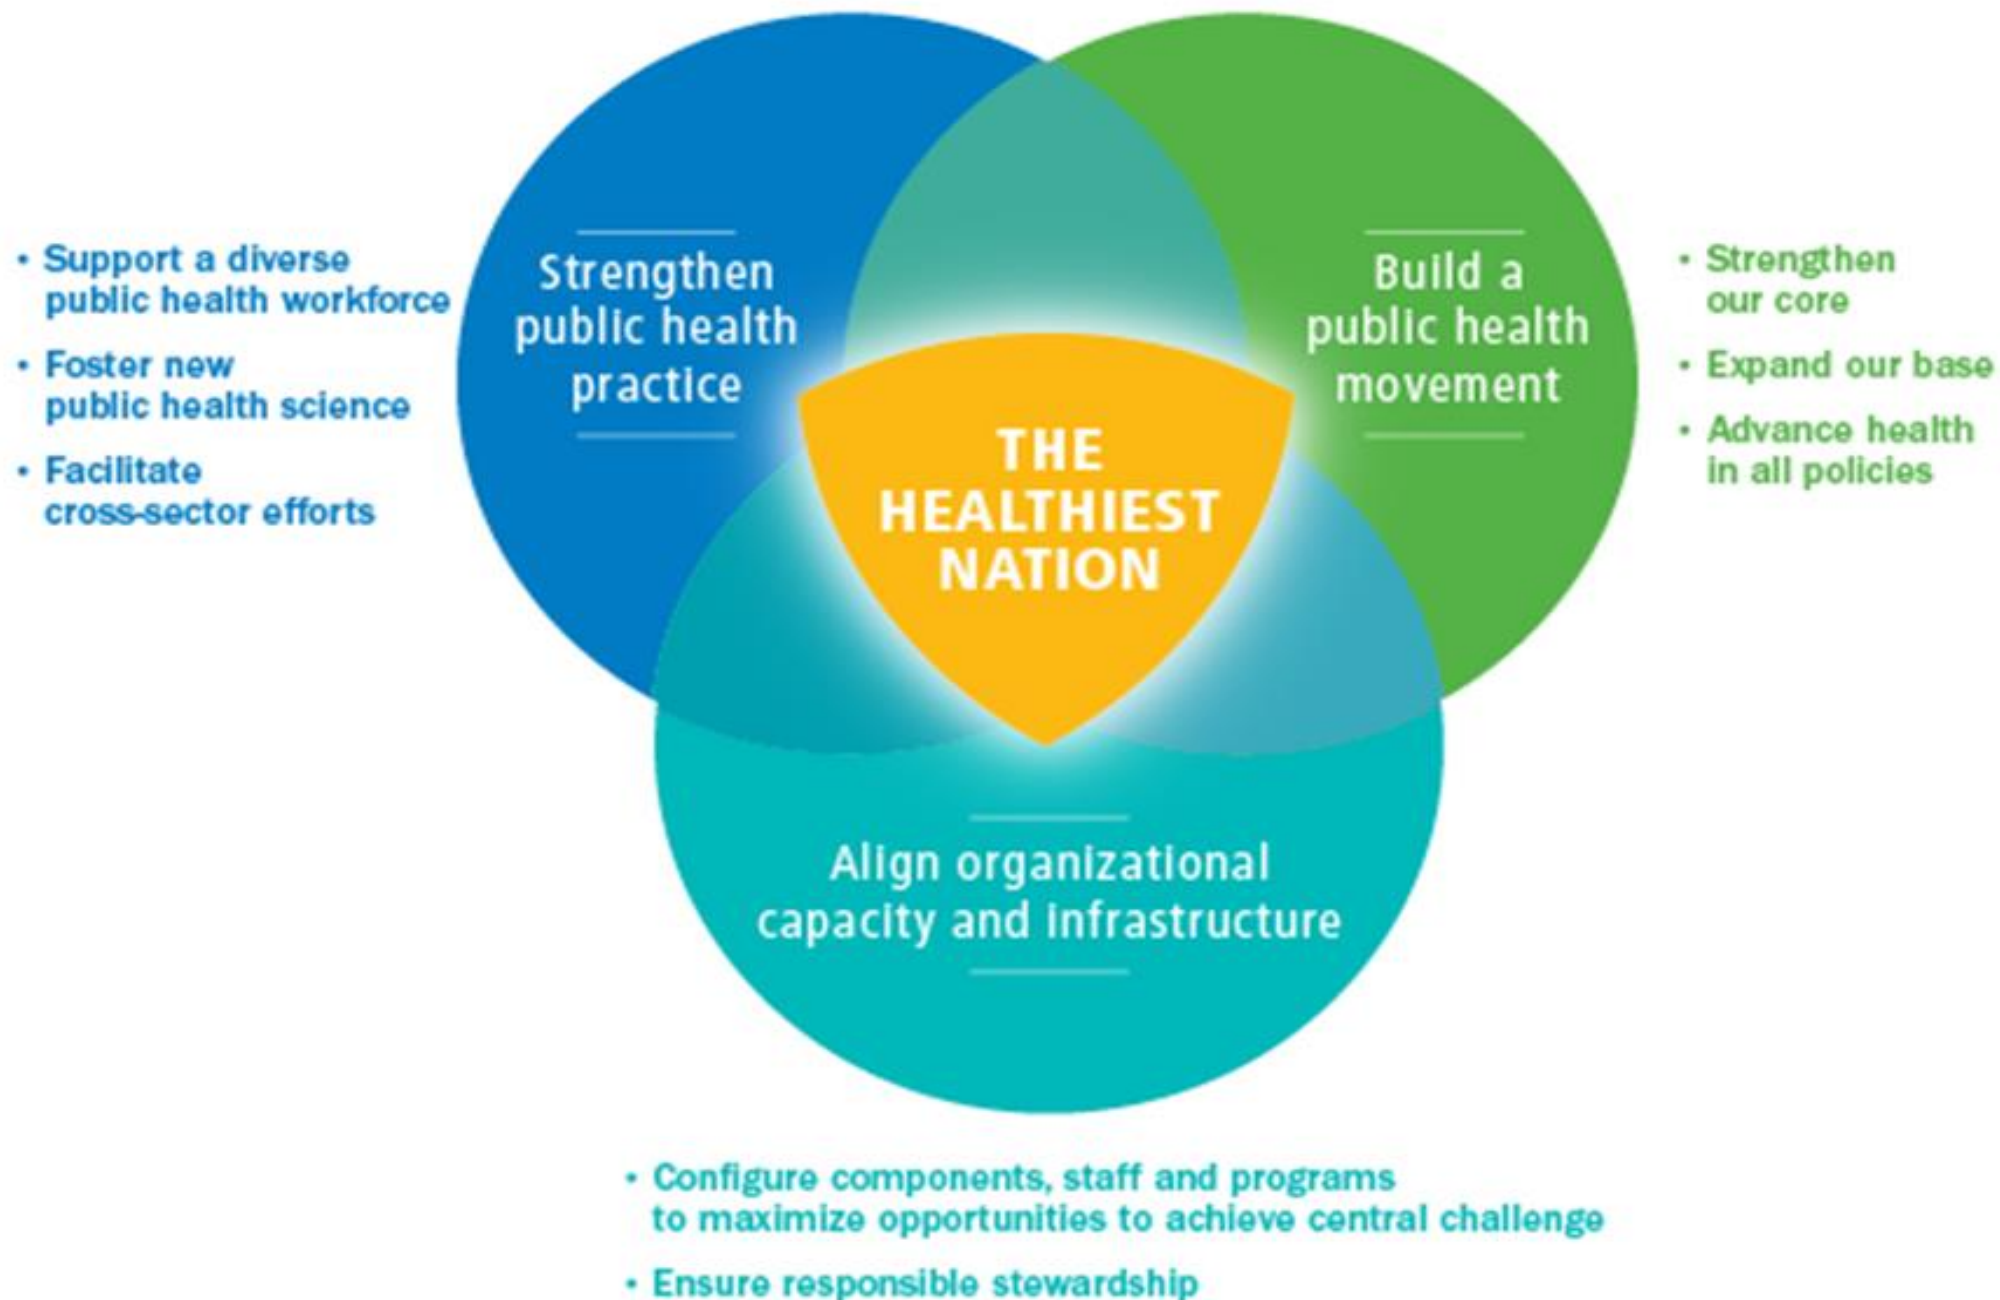 • Support a diverse
public health workforce
• Foster new
public health science
• Facilitate
cross-sector efforts
Strengthen
public health
practice
Build a
public health
movement
• Strengthen
our core
• Expand our base
• Advance health
in all policies
THE
HEALTHIEST
NATION
Align organizational
capacity and infrastructure
• Configure components, staff and programs
to maximize opportunities to achieve central challenge
• Ensure responsible stewardship